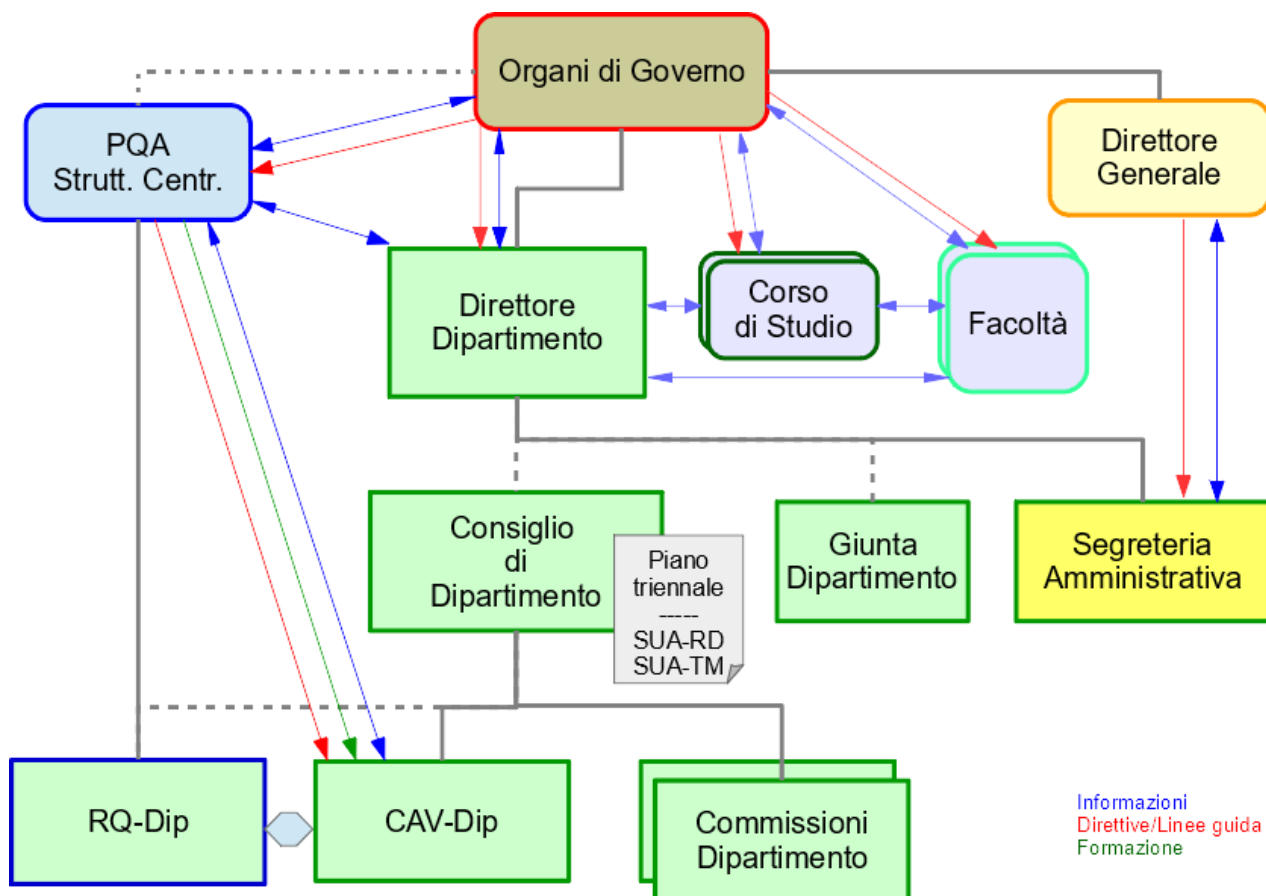 Organi di Governo
PQA
Strutt. Centr.
Direttore
Generale
Direttore
Dipartimento
Corso
di Studio
Facoltà
Consiglio
di
Dipartimento
Piano
triennale
-----
SUA-RD
SUA-TM
Giunta
Dipartimento
Segreteria
Amministrativa
RQ-Dip
CAV-Dip
Commissioni
Dipartimento
Informazioni
Direttive/Linee guida
Formazione